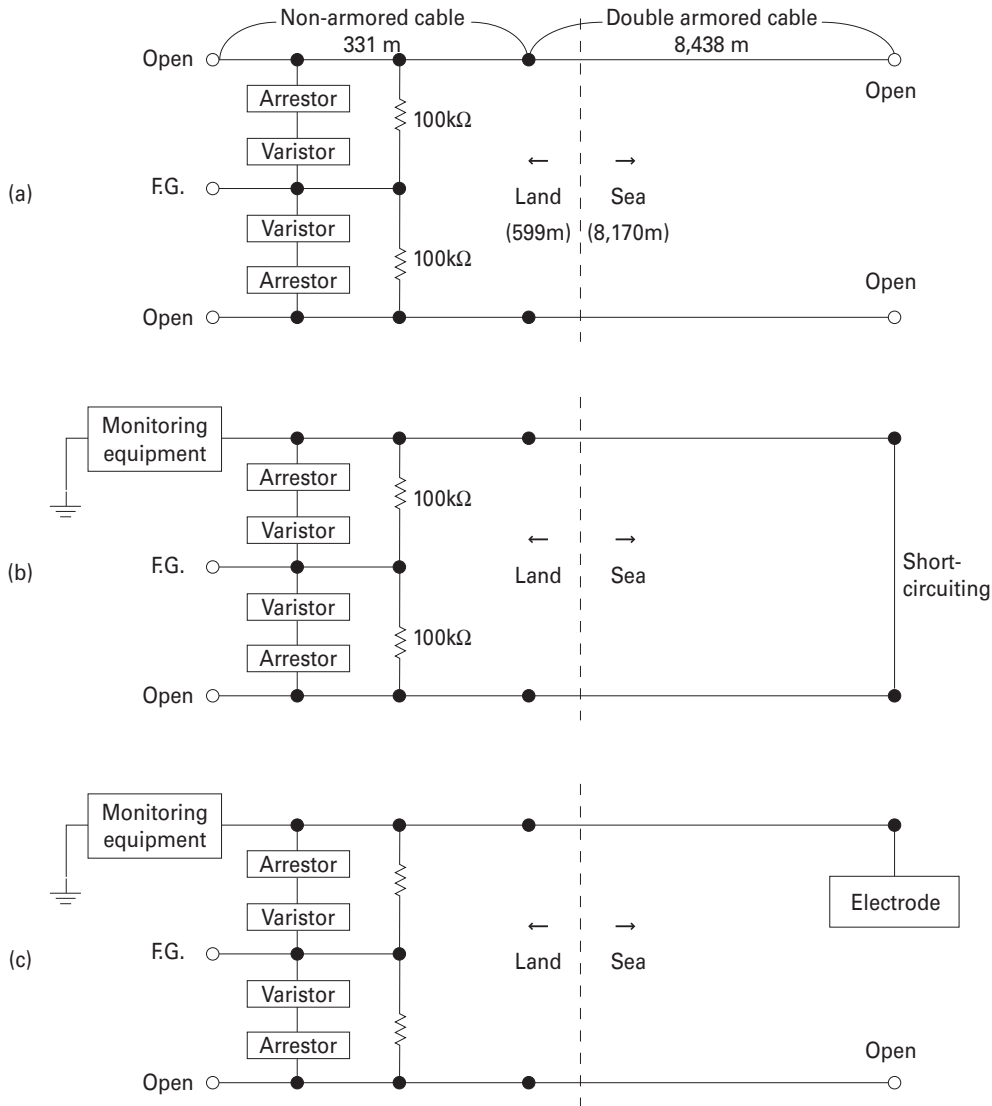 Non-armored cable
331 m
Double armored cable
8,438 m
Open
Open
Arrestor
100kΩ
Varistor
(a)
F.G.
←
Land
(599m)
→
Sea
(8,170m)
Varistor
100kΩ
Arrestor
Open
Open
Monitoring
equipment
Arrestor
100kΩ
Varistor
(b)
F.G.
←
Land
→
Sea
Short-
circuiting
Varistor
100kΩ
Arrestor
Open
Monitoring
equipment
Arrestor
Electrode
Varistor
(c)
F.G.
←
Land
→
Sea
Varistor
Arrestor
Open
Open